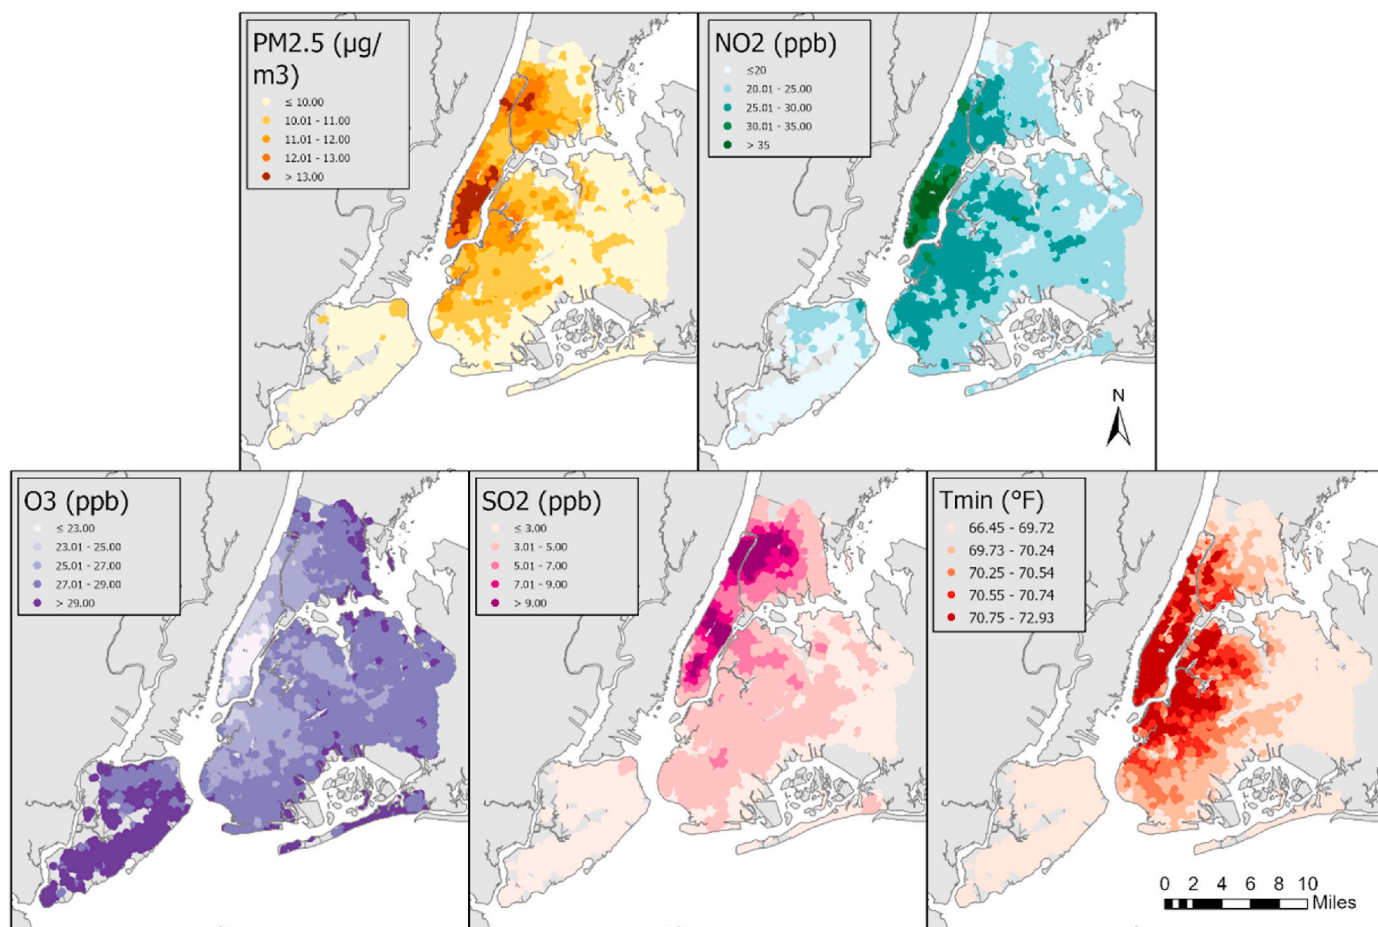 PM2.5 (µg/
m3)
≤ 10.00
10.01 - 11.00
11.01 - 12.00
12.01 - 13.00
> 13.00
NO2 (ppb)
≤20
20.01 - 25.00
25.01 - 30.00
30.01 - 35.00
> 35
N
O3 (ppb)
≤ 23.00
23.01 - 25.00
25.01 - 27.00
27.01 - 29.00
> 29.00
SO2 (ppb)
≤ 3.00
3.01 - 5.00
5.01 - 7.00
7.01 - 9.00
> 9.00
Tmin (°F)
66.45 - 69.72
69.73 - 70.24
70.25 - 70.54
70.55 - 70.74
70.75 - 72.93
0 2 4 6 8 10
Miles